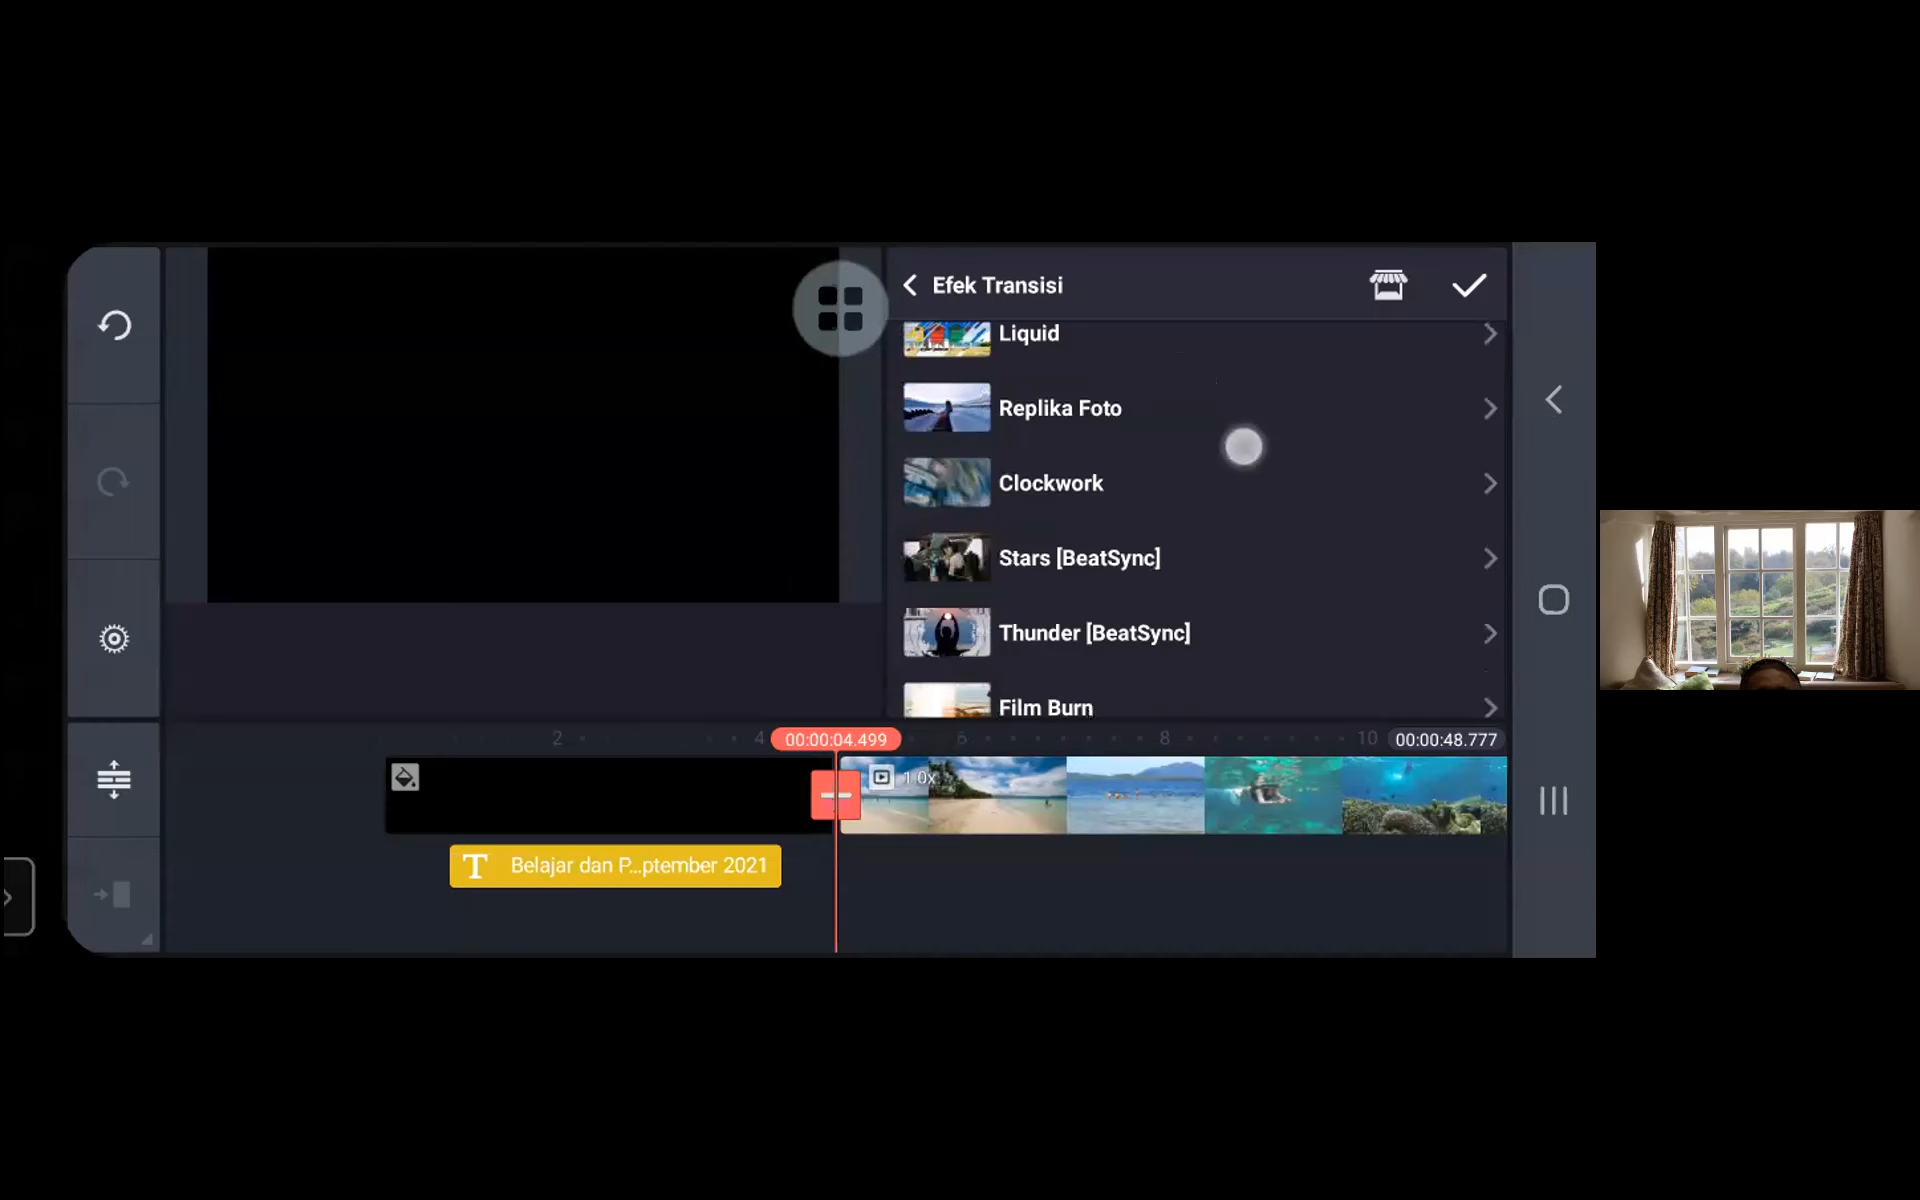 Efek Transisi
Liquid
Replika Foto
Clockwork
Stars [BeatSync]
Thunder [BeatSync]
Film Burn
2
4
00:00:04.499
6
8
10
00:00:48.777
1.0x
T
Belajar dan P...ptember 2021